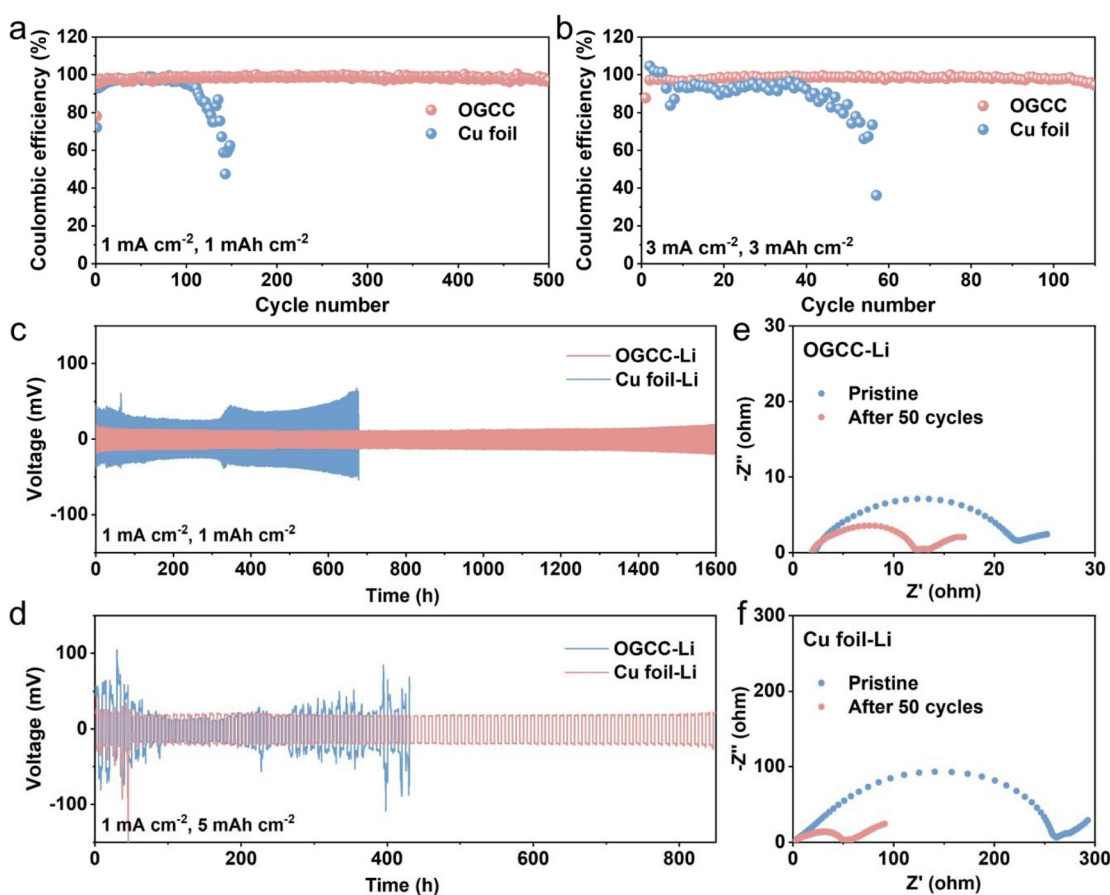 a
120
100
80
60
40
20
0
Coulombic efficiency (%)
OGCC
Cu foil
1 mA cm⁻², 1 mAh cm⁻²
0 100 200 300 400 500
Cycle number
b
120
100
80
60
40
20
0
Coulombic efficiency (%)
OGCC
Cu foil
3 mA cm⁻², 3 mAh cm⁻²
0 20 40 60 80 100
Cycle number
c
100
0
-100
Voltage (mV)
OGCC-Li
Cu foil-Li
1 mA cm⁻², 1 mAh cm⁻²
0 200 400 600 800 1000 1200 1400 1600
Time (h)
e
30
25
20
15
10
5
0
-Z'' (ohm)
OGCC-Li
Pristine
After 50 cycles
0 10 20 30
Z' (ohm)
d
100
0
-100
Voltage (mV)
OGCC-Li
Cu foil-Li
1 mA cm⁻², 5 mAh cm⁻²
0 200 400 600 800
Time (h)
f
300
200
100
0
-Z'' (ohm)
Cu foil-Li
Pristine
After 50 cycles
0 50 100 150 200 250 300
Z' (ohm)